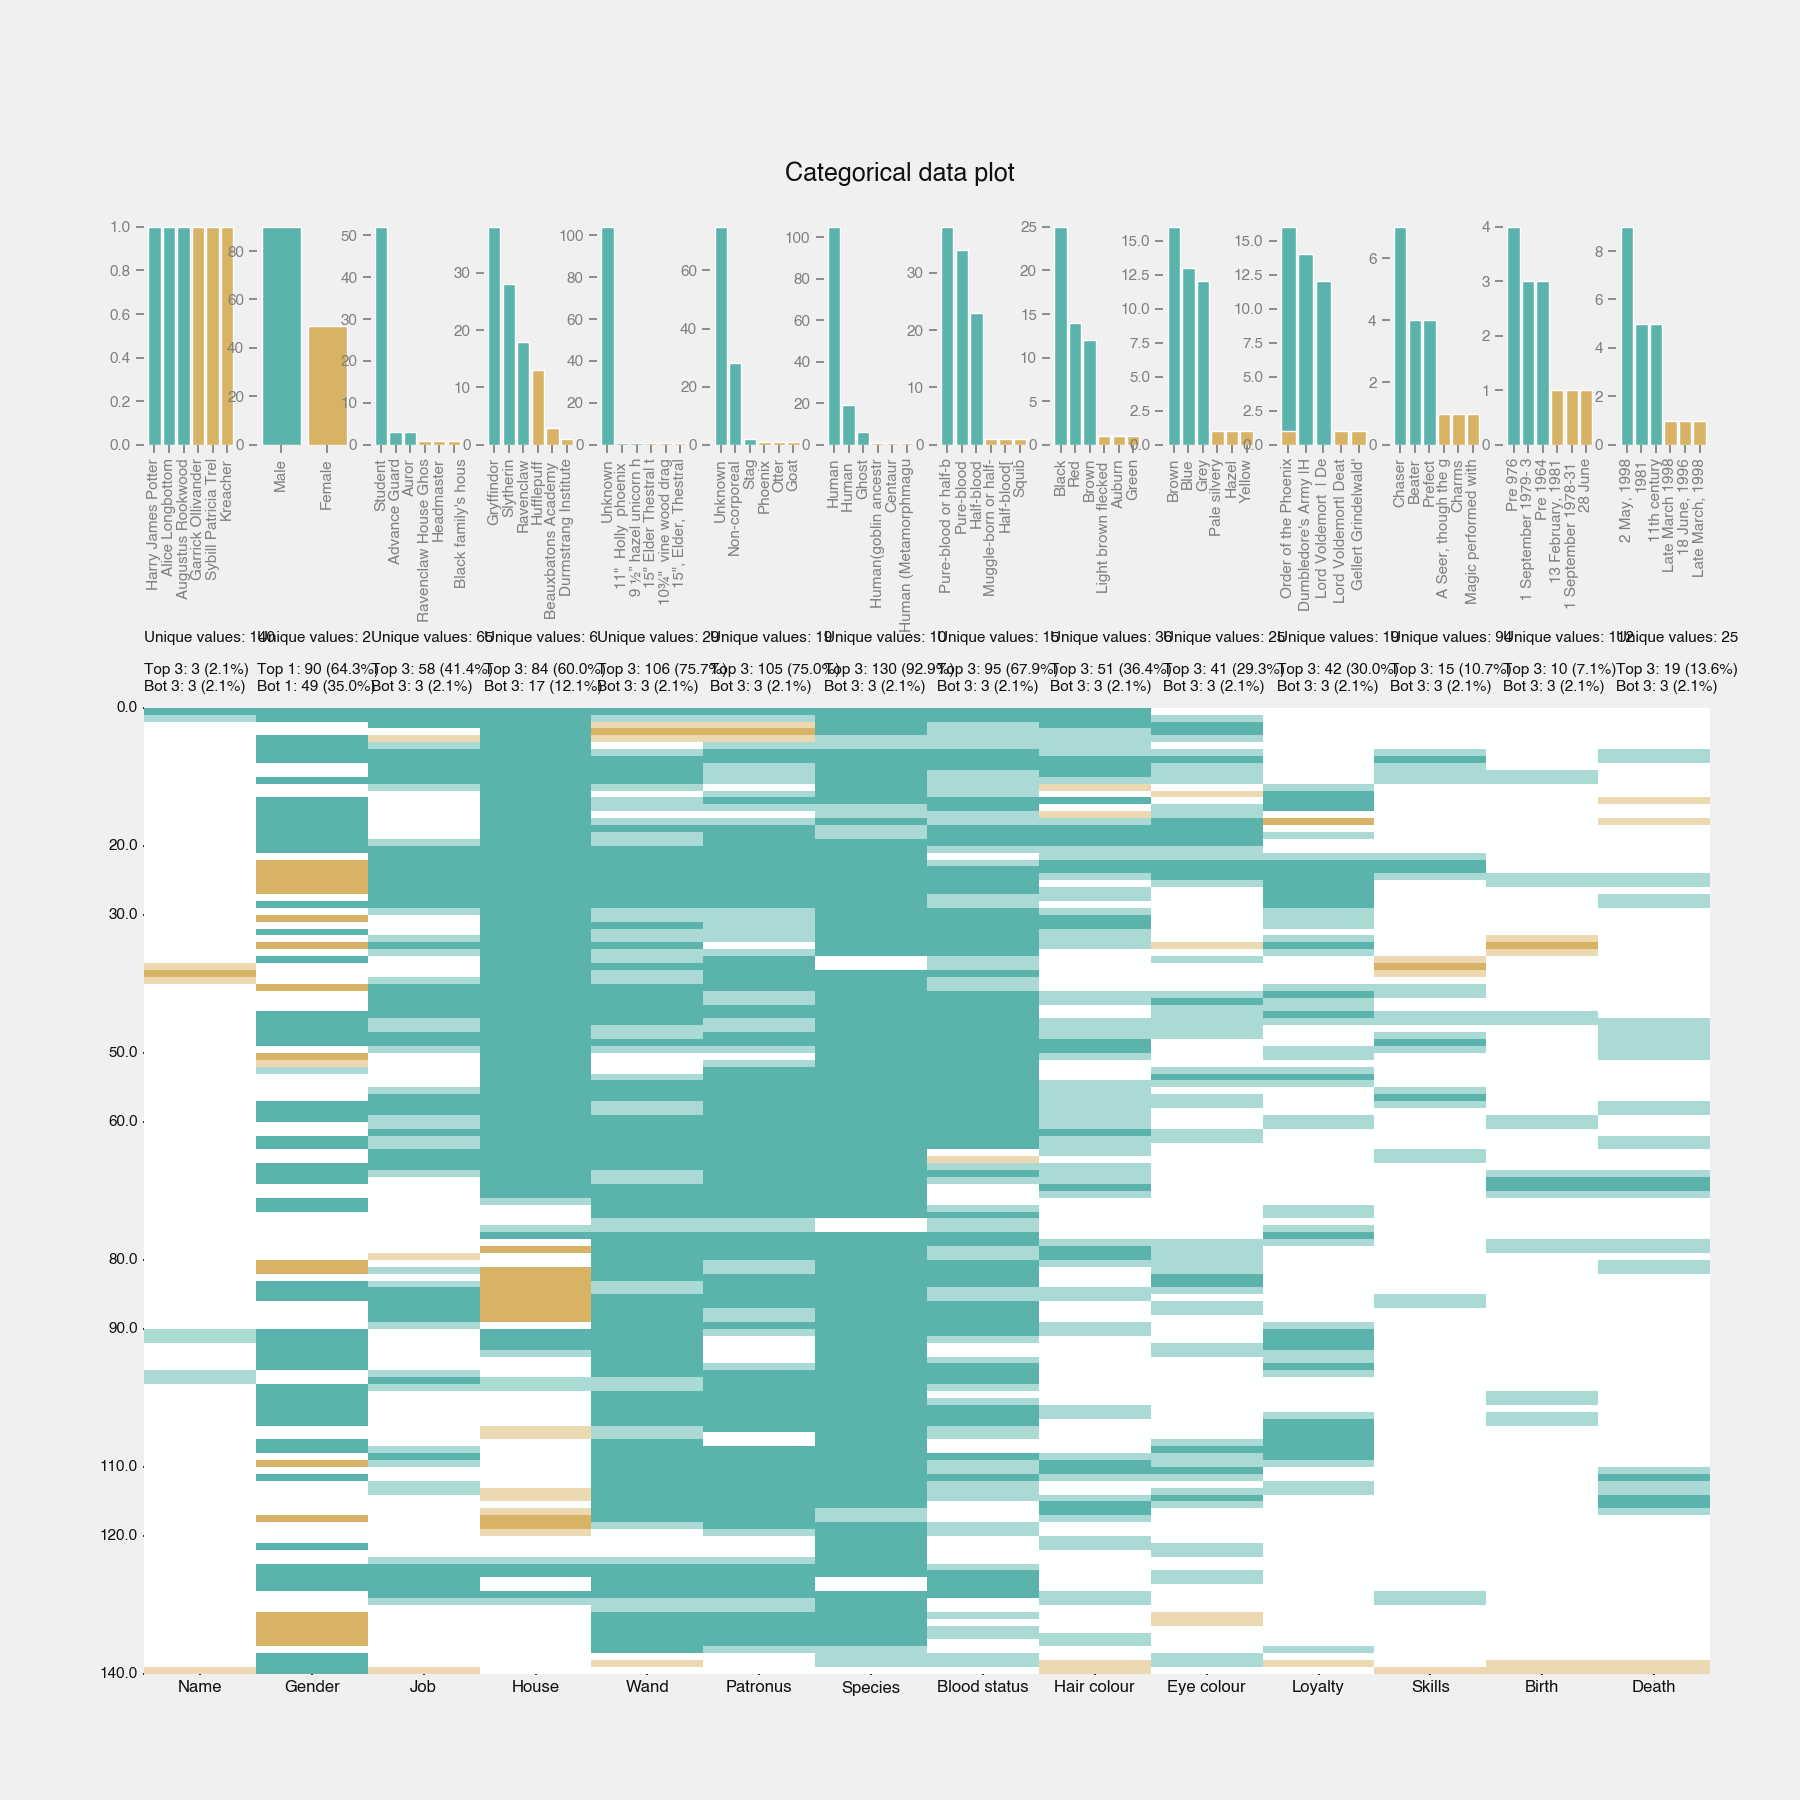 Categorical data plot
1.0
0.8
0.6
0.4
0.2
0.0
80
60
40
20
0
50
40
30
20
10
0
30
20
10
0
100
80
60
40
20
0
60
40
20
0
100
80
60
40
20
0
30
20
10
0
25
20
15
10
5
0
15.0
12.5
10.0
7.5
5.0
2.5
0.0
15.0
12.5
10.0
7.5
5.0
2.5
0.0
6
4
2
0
4
3
2
1
0
8
6
4
2
0
Harry James Potter
Alice Longbottom
Augustus Rookwood
Garrick Ollivander
Sybill Patricia Trel
Kreacher
Male
Female
Student
Advance Guard
Auror
Ravenclaw House Ghos
Headmaster
Black family's hous
Gryffindor
Slytherin
Ravenclaw
Hufflepuff
Beauxbatons Academy
Durmstrang Institute
Unknown
11" Holly phoenix
9 ½" hazel unicorn h
15" Elder Thestral t
10¾" vine wood drag
15", Elder, Thestral
Unknown
Non-corporeal
Stag
Phoenix
Otter
Goat
Human
Human
Ghost
Human(goblin ancestr
Centaur
Human (Metamorphmagu
Pure-blood or half-b
Pure-blood
Half-blood
Muggle-born or half-
Half-blood[
Squib
Black
Red
Brown
Light brown flecked
Auburn
Green
Brown
Blue
Grey
Pale silvery
Hazel
Yellow
Order of the Phoenix
Dumbledore's Army |H
Lord Voldemort | De
Lord Voldemort| Deat
Gellert Grindelwald'
Chaser
Beater
Prefect
A Seer, though the g
Charms
Magic performed with
Pre 976
1 September 1979- 3
Pre 1964
13 February, 1981
1 September 1978-31
28 June
2 May, 1998
1981
11th century
Late March 1998
18 June, 1996
Late March, 1998
Unique values: 140 Unique values: 2 Unique values: 65 Unique values: 6 Unique values: 29 Unique values: 19 Unique values: 10 Unique values: 15 Unique values: 36 Unique values: 25 Unique values: 19 Unique values: 94 Unique values: 112 Unique values: 25
Top 3: 3 (2.1%) Top 1: 90 (64.3%) Top 3: 58 (41.4%) Top 3: 84 (60.0%) Top 3: 106 (75.7%) Top 3: 105 (75.0%) Top 3: 130 (92.9%) Top 3: 95 (67.9%) Top 3: 51 (36.4%) Top 3: 41 (29.3%) Top 3: 42 (30.0%) Top 3: 15 (10.7%) Top 3: 10 (7.1%) Top 3: 19 (13.6%)
Bot 3: 3 (2.1%) Bot 1: 49 (35.0%) Bot 3: 3 (2.1%) Bot 3: 17 (12.1%) Bot 3: 3 (2.1%) Bot 3: 3 (2.1%) Bot 3: 3 (2.1%) Bot 3: 3 (2.1%) Bot 3: 3 (2.1%) Bot 3: 3 (2.1%) Bot 3: 3 (2.1%) Bot 3: 3 (2.1%) Bot 3: 3 (2.1%) Bot 3: 3 (2.1%)
0.0
20.0
30.0
50.0
60.0
80.0
90.0
110.0
120.0
140.0
Name Gender Job House Wand Patronus Species Blood status Hair colour Eye colour Loyalty Skills Birth Death